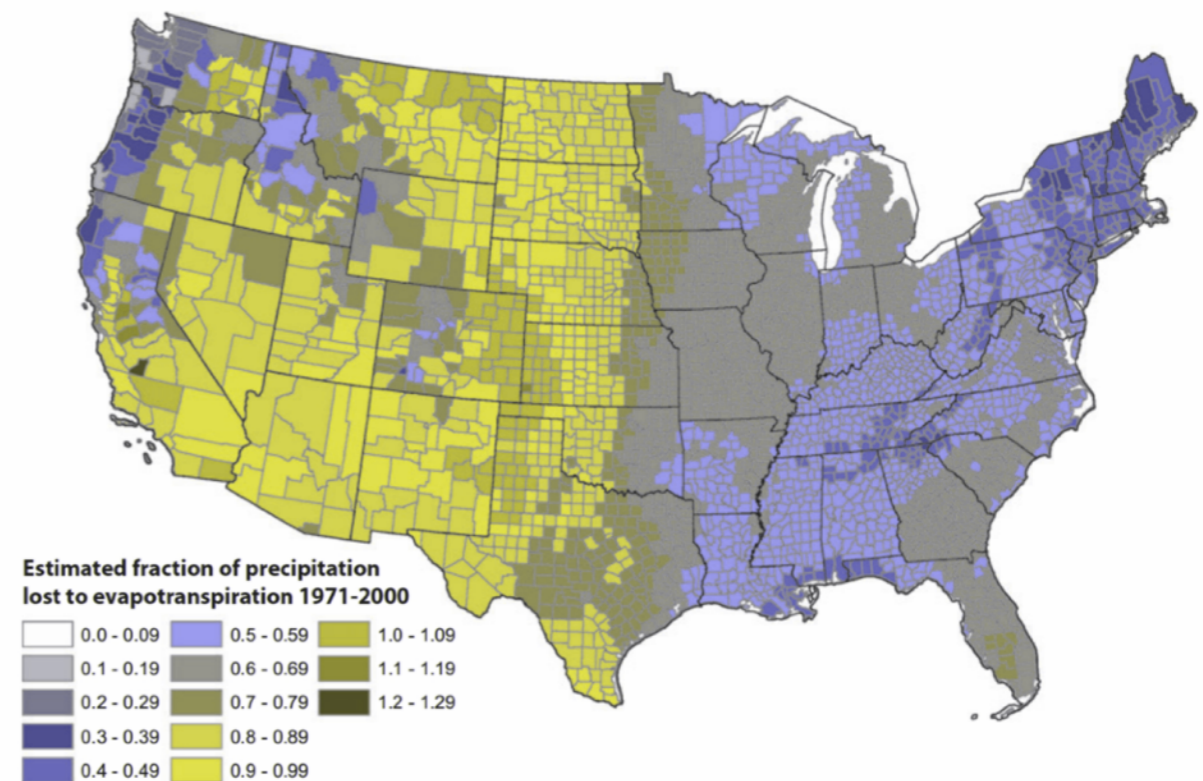 Estimated fraction of precipitation
lost to evapotranspiration 1971-2000
0.0 - 0.09
0.5 - 0.59
1.0 - 1.09
0.1 - 0.19
0.6 - 0.69
1.1 - 1.19
0.2 - 0.29
0.7 - 0.79
1.2 - 1.29
0.3 - 0.39
0.8 - 0.89
0.4 - 0.49
0.9 - 0.99